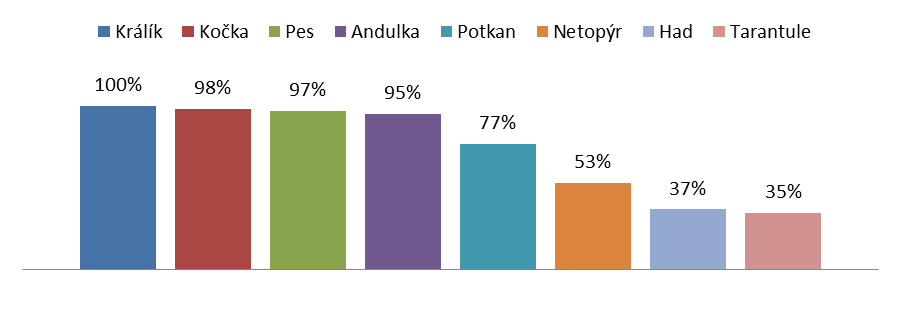 Králík Kočka Pes Andulka Potkan Netopýr Had Tarantule
100% 98% 97% 95% 77% 53% 37% 35%